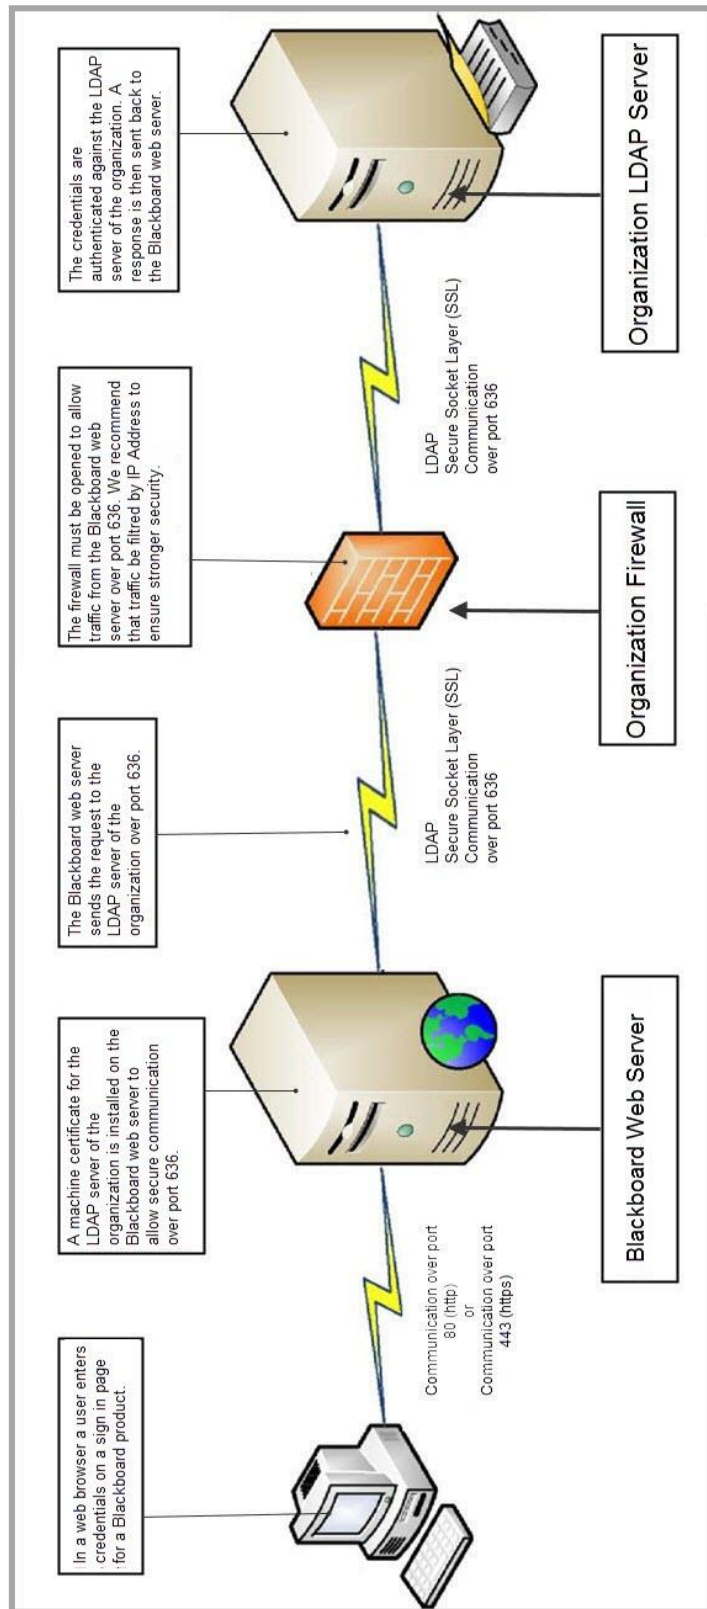 In a web browser a user enters
credentials on a sign in page
for a Blackboard product.
A machine certificate for the
LDAP server of the
organization is installed on the
Blackboard web server to
allow secure communication
over port 636.
The Blackboard web server
sends the request to the
LDAP server of the
organization over port 636.
The firewall must be opened to allow
traffic from the Blackboard web
server over port 636. We recommend
that traffic be filtred by IP Address to
ensure stronger security.
The credentials are
authenticated against the LDAP
server of the organization. A
response is then sent back to
the Blackboard web server.
Communication over port
80 (http)
or
Communication over port
443 (https)
LDAP
Secure Socket Layer (SSL)
Communication
over port 636
LDAP
Secure Socket Layer (SSL)
Communication
over port 636
Blackboard Web Server
Organization Firewall
Organization LDAP Server